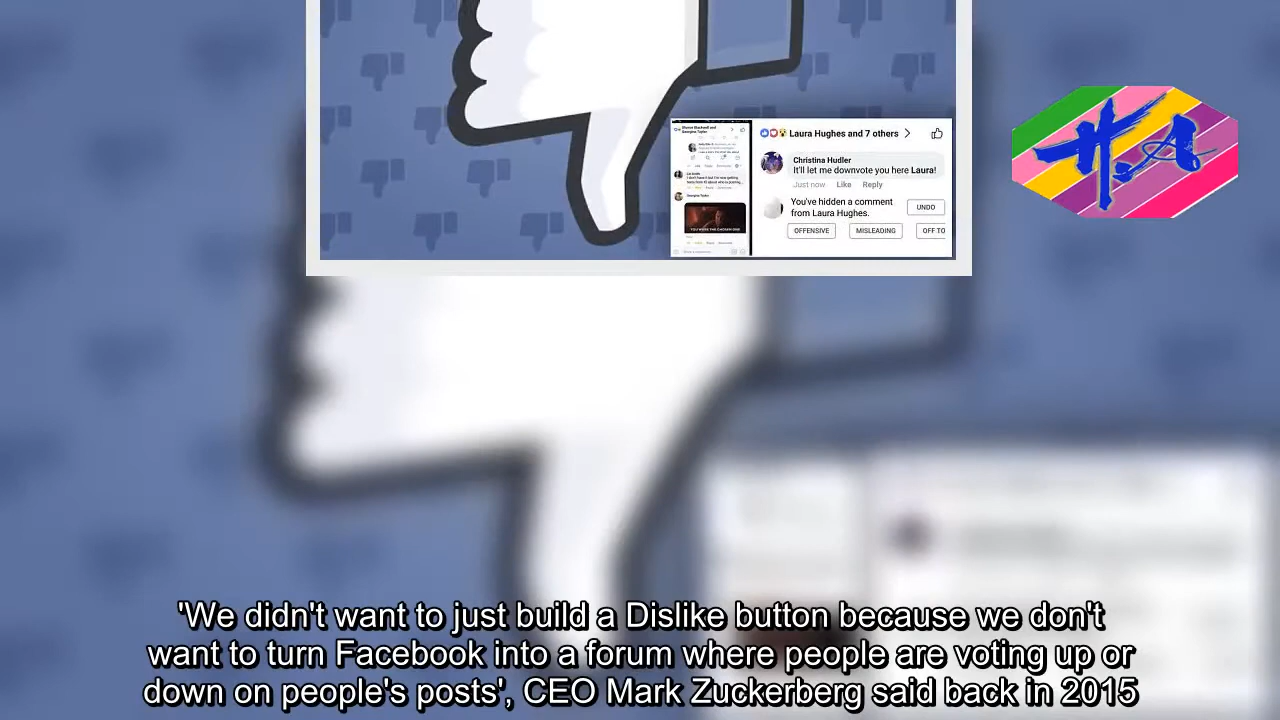 Laura Hughes and 7 others
Christina Hudler
It'll let me downvote you here Laura!
Just now Like Reply
You've hidden a comment
from Laura Hughes.
UNDO
OFFENSIVE MISLEADING OFF TO
H.A
'We didn't want to just build a Dislike button because we don't
want to turn Facebook into a forum where people are voting up or
down on people's posts', CEO Mark Zuckerberg said back in 2015